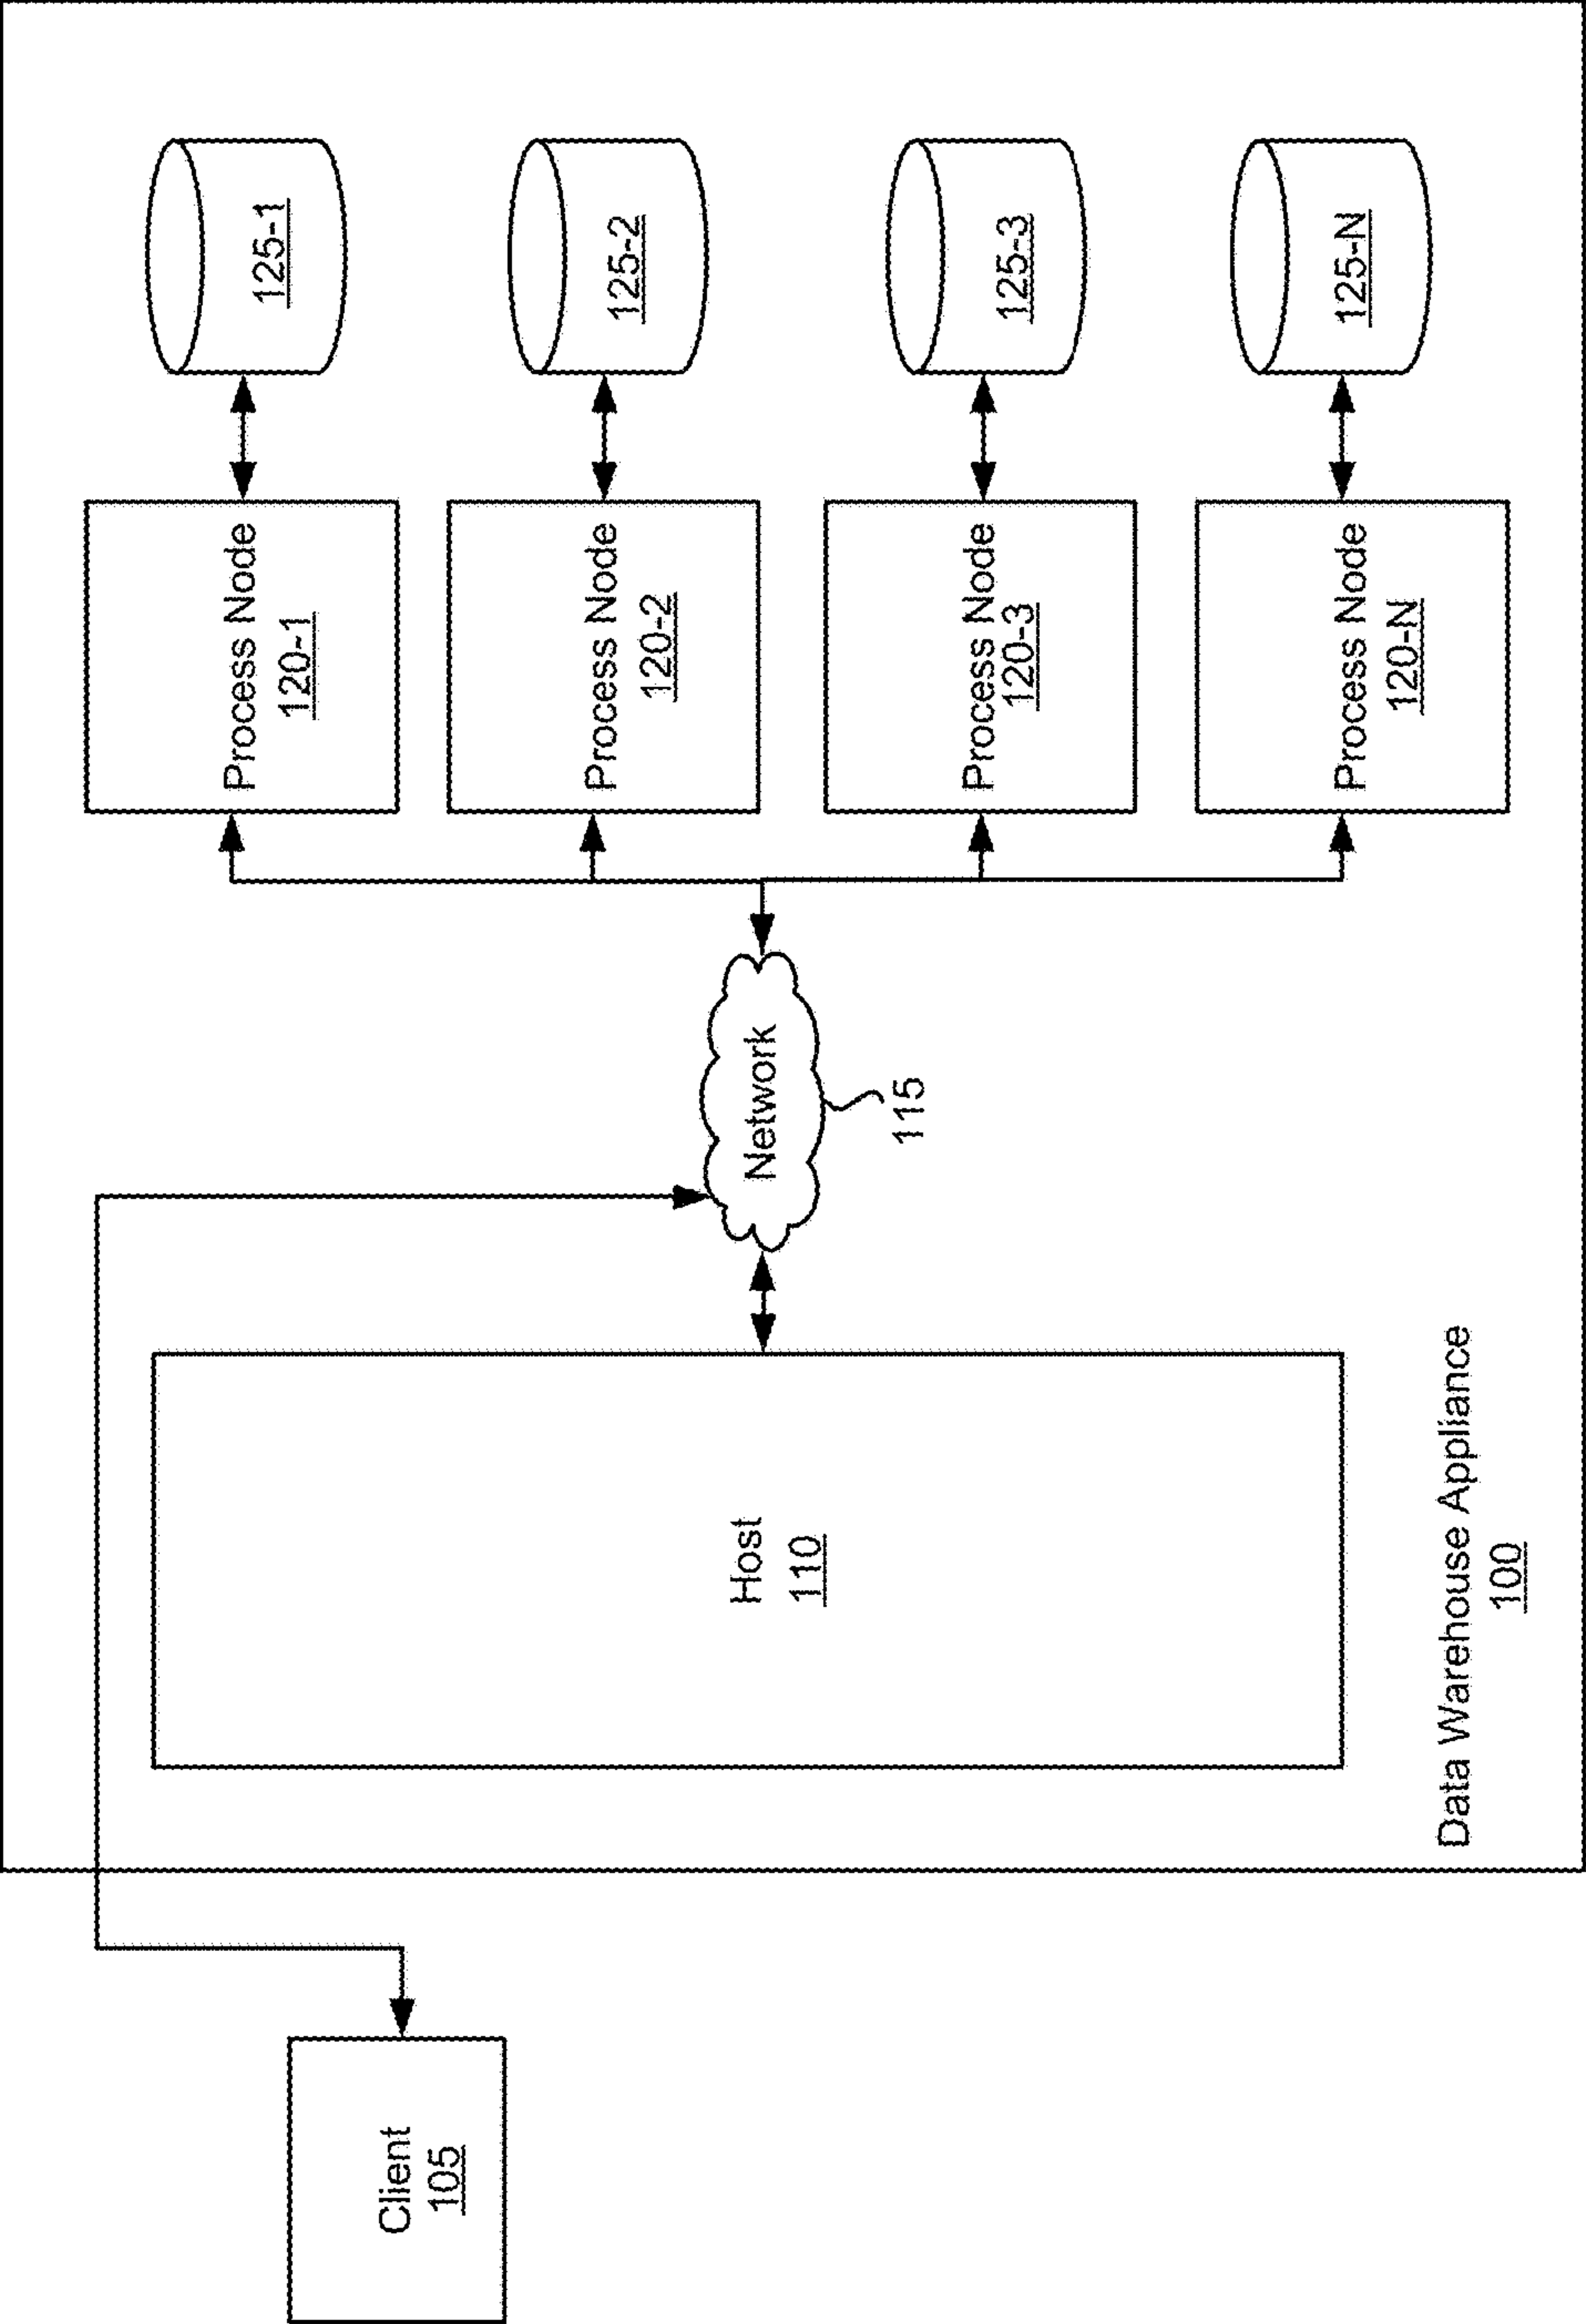 Client
105
Host
110
Data Warehouse Appliance
100
Network
115
Process Node
120-1
Process Node
120-2
Process Node
120-3
Process Node
120-N
125-1
125-2
125-3
125-N